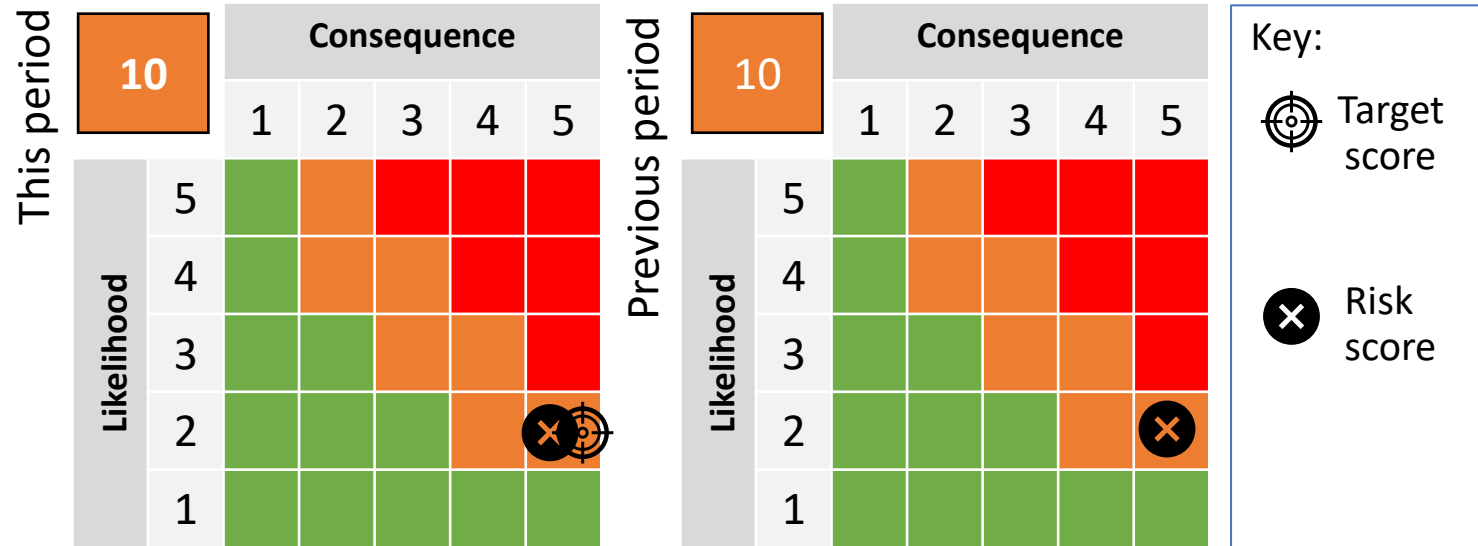 This period
10
Consequence
1 2 3 4 5
Likelihood
5
4
3
2
1
Previous period
10
Consequence
1 2 3 4 5
Likelihood
5
4
3
2
1
Key:
Target
score
Risk
score